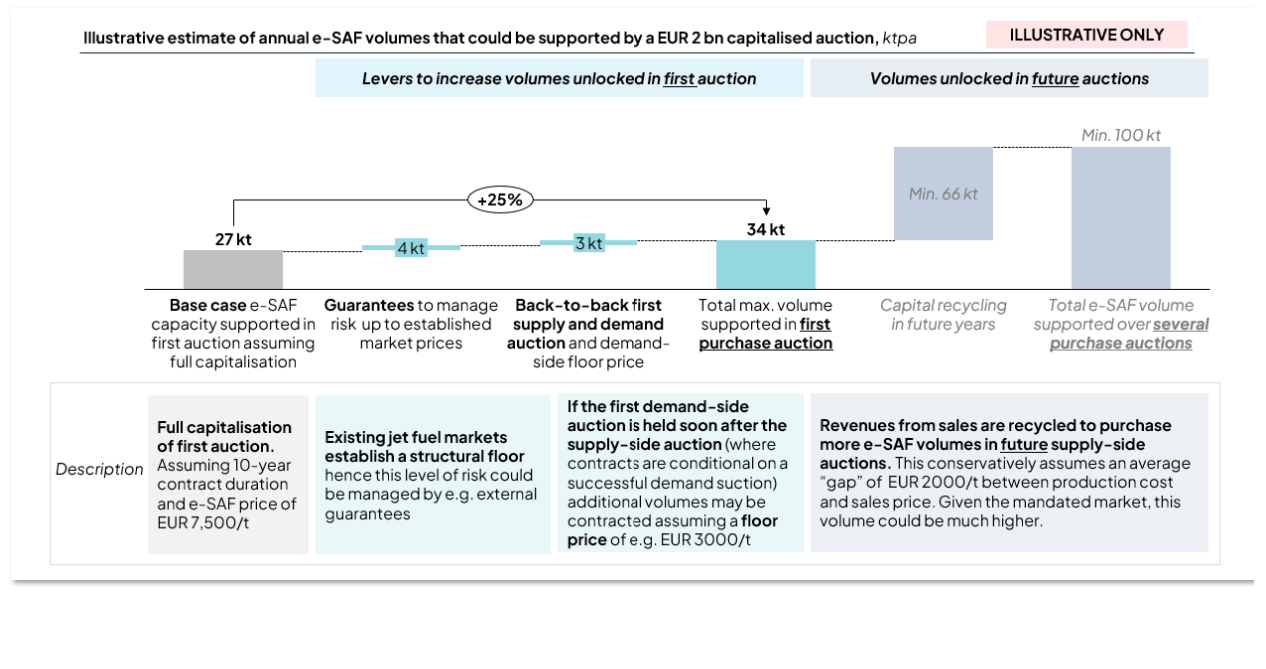 Illustrative estimate of annual e-SAF volumes that could be supported by a EUR 2 bn capitalised auction, ktpa
ILLUSTRATIVE ONLY
Levers to increase volumes unlocked in first auction
Volumes unlocked in future auctions
Min. 100 kt
Min. 66 kt
+25%
27 kt
4 kt
3 kt
34 kt
Base case e-SAF
capacity supported in
first auction assuming
full capitalisation
Guarantees to manage
risk up to established
market prices
Back-to-back first
supply and demand
auction and demand-
side floor price
Total max. volume
supported in first
purchase auction
Capital recycling
in future years
Total e-SAF volume
supported over several
purchase auctions
Description
Full capitalisation
of first auction.
Assuming 10-year
contract duration
and e-SAF price of
EUR 7,500/t
Existing jet fuel markets
establish a structural floor
hence this level of risk could
be managed by e.g. external
guarantees
If the first demand-side
auction is held soon after the
supply-side auction (where
contracts are conditional on a
successful demand suction)
additional volumes may be
contracted assuming a floor
price of e.g. EUR 3000/t
Revenues from sales are recycled to purchase
more e-SAF volumes in future supply-side
auctions. This conservatively assumes an average
“gap” of EUR 2000/t between production cost
and sales price. Given the mandated market, this
volume could be much higher.